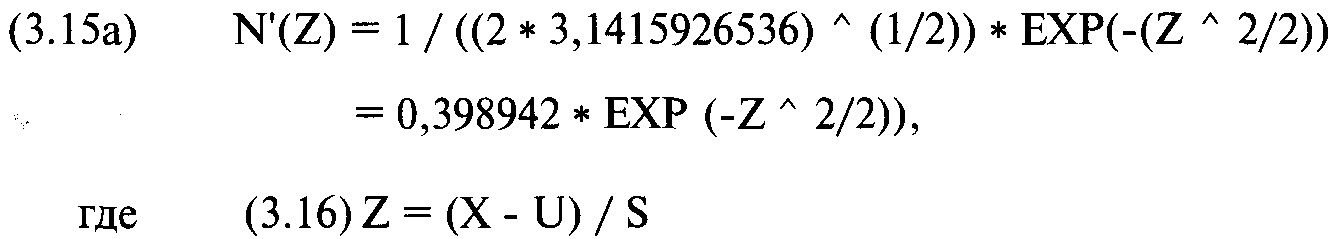 (3.15a) N'(Z) = 1 / ((2 * 3,1415926536) ^ (1/2)) * EXP(-(Z ^ 2/2))
= 0,398942 * EXP (-Z ^ 2/2)),
где (3.16) Z = (X - U) / S